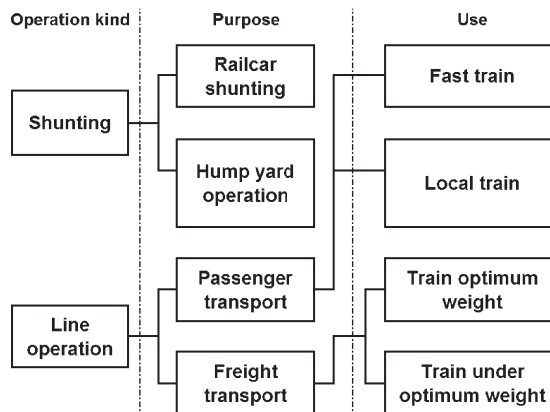 Operation kind
Purpose
Use
Shunting
Railcar
shunting
Hump yard
operation
Fast train
Local train
Line
operation
Passenger
transport
Freight
transport
Train optimum
weight
Train under
optimum weight